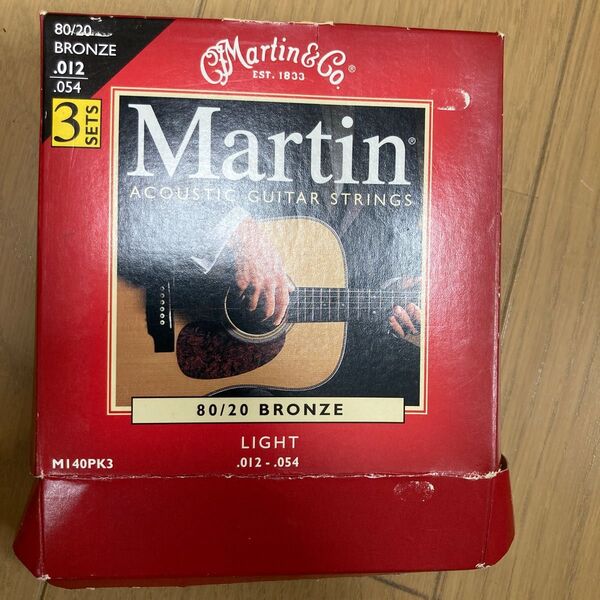 80/20
BRONZE
.012
.054
3 SETS
CF Martin & Co.®
EST. 1833
Martin®
ACOUSTIC GUITAR STRINGS
80/20 BRONZE
LIGHT
M140PK3
.012 - .054